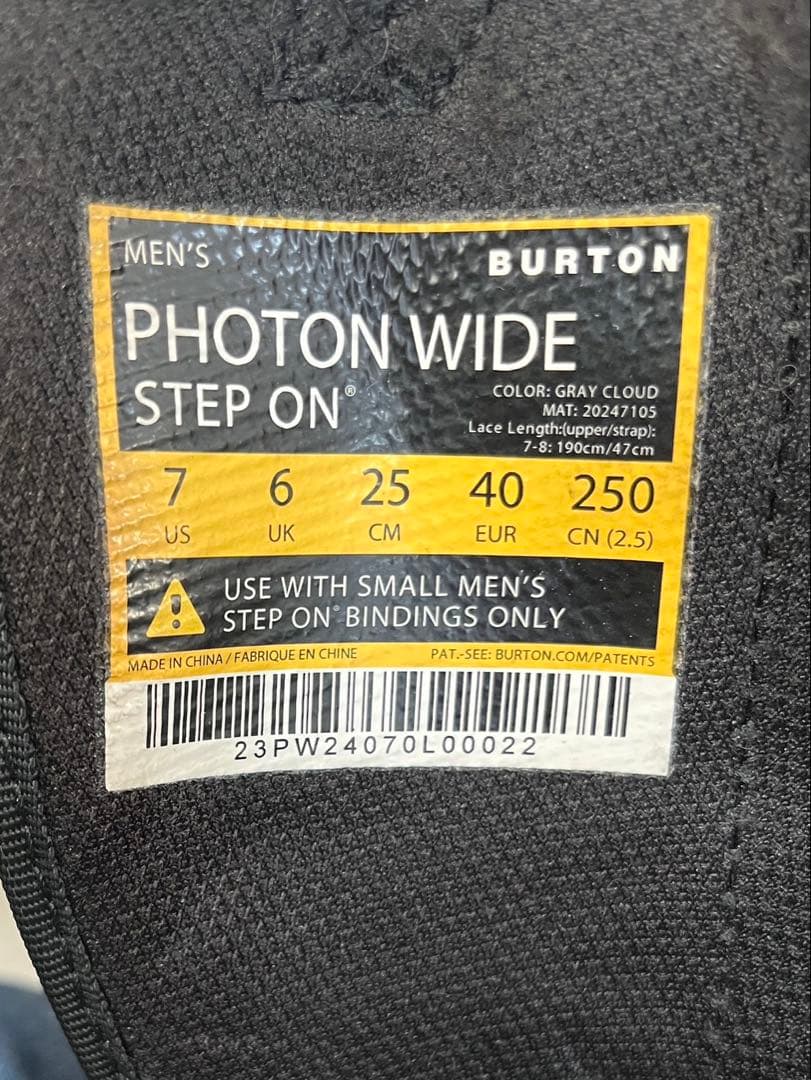 MEN'S BURTON
PHOTON WIDE
STEP ON®
COLOR: GRAY CLOUD
MAT: 20247105
Lace Length:(upper/strap):
7-8: 190cm/47cm
7 6 25 40 250
US UK CM EUR CN (2.5)
USE WITH SMALL MEN'S
STEP ON® BINDINGS ONLY
MADE IN CHINA / FABRIQUE EN CHINE PAT.-SEE: BURTON.COM/PATENTS
23PW24070L00022